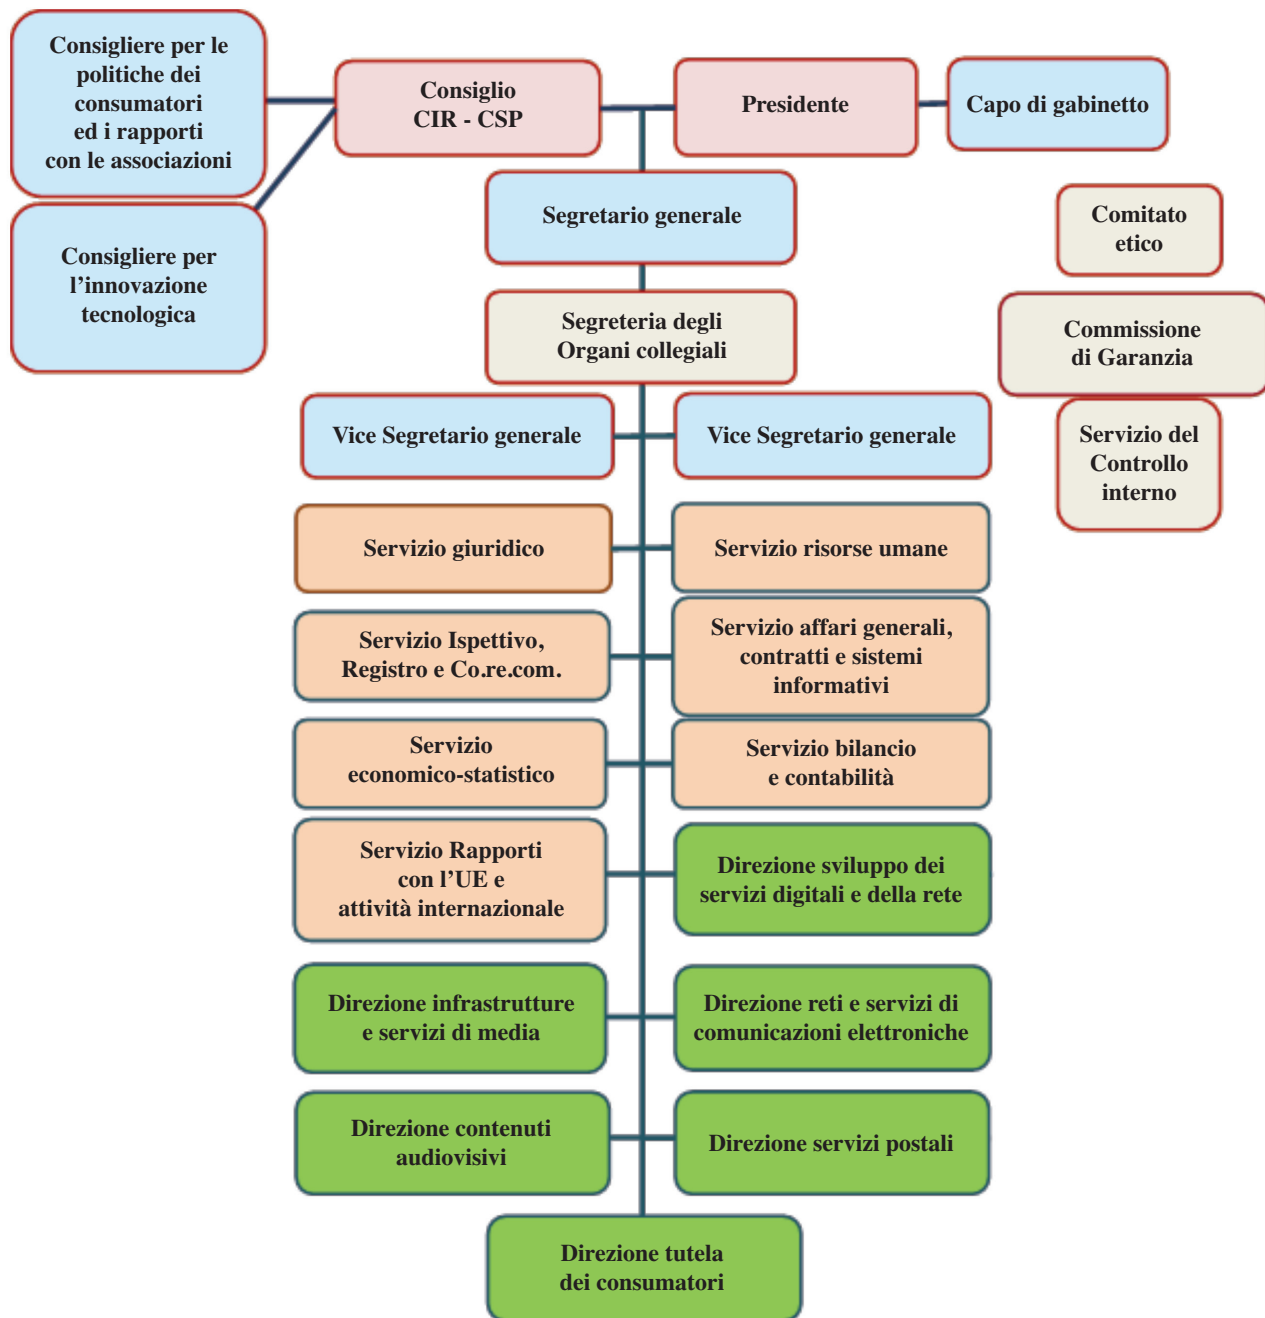 Consigliere per le
politiche dei
consumatori
ed i rapporti
con le associazioni
Consiglio
CIR - CSP
Presidente
Capo di gabinetto
Consigliere per
l’innovazione
tecnologica
Segretario generale
Comitato
etico
Segreteria degli
Organi collegiali
Commissione
di Garanzia
Vice Segretario generale
Vice Segretario generale
Servizio del
Controllo
interno
Servizio giuridico
Servizio risorse umane
Servizio Ispettivo,
Registro e Co.re.com.
Servizio affari generali,
contratti e sistemi
informativi
Servizio
economico-statistico
Servizio bilancio
e contabilità
Servizio Rapporti
con l’UE e
attività internazionale
Direzione sviluppo dei
servizi digitali e della rete
Direzione infrastrutture
e servizi di media
Direzione reti e servizi di
comunicazioni elettroniche
Direzione contenuti
audiovisivi
Direzione servizi postali
Direzione tutela
dei consumatori